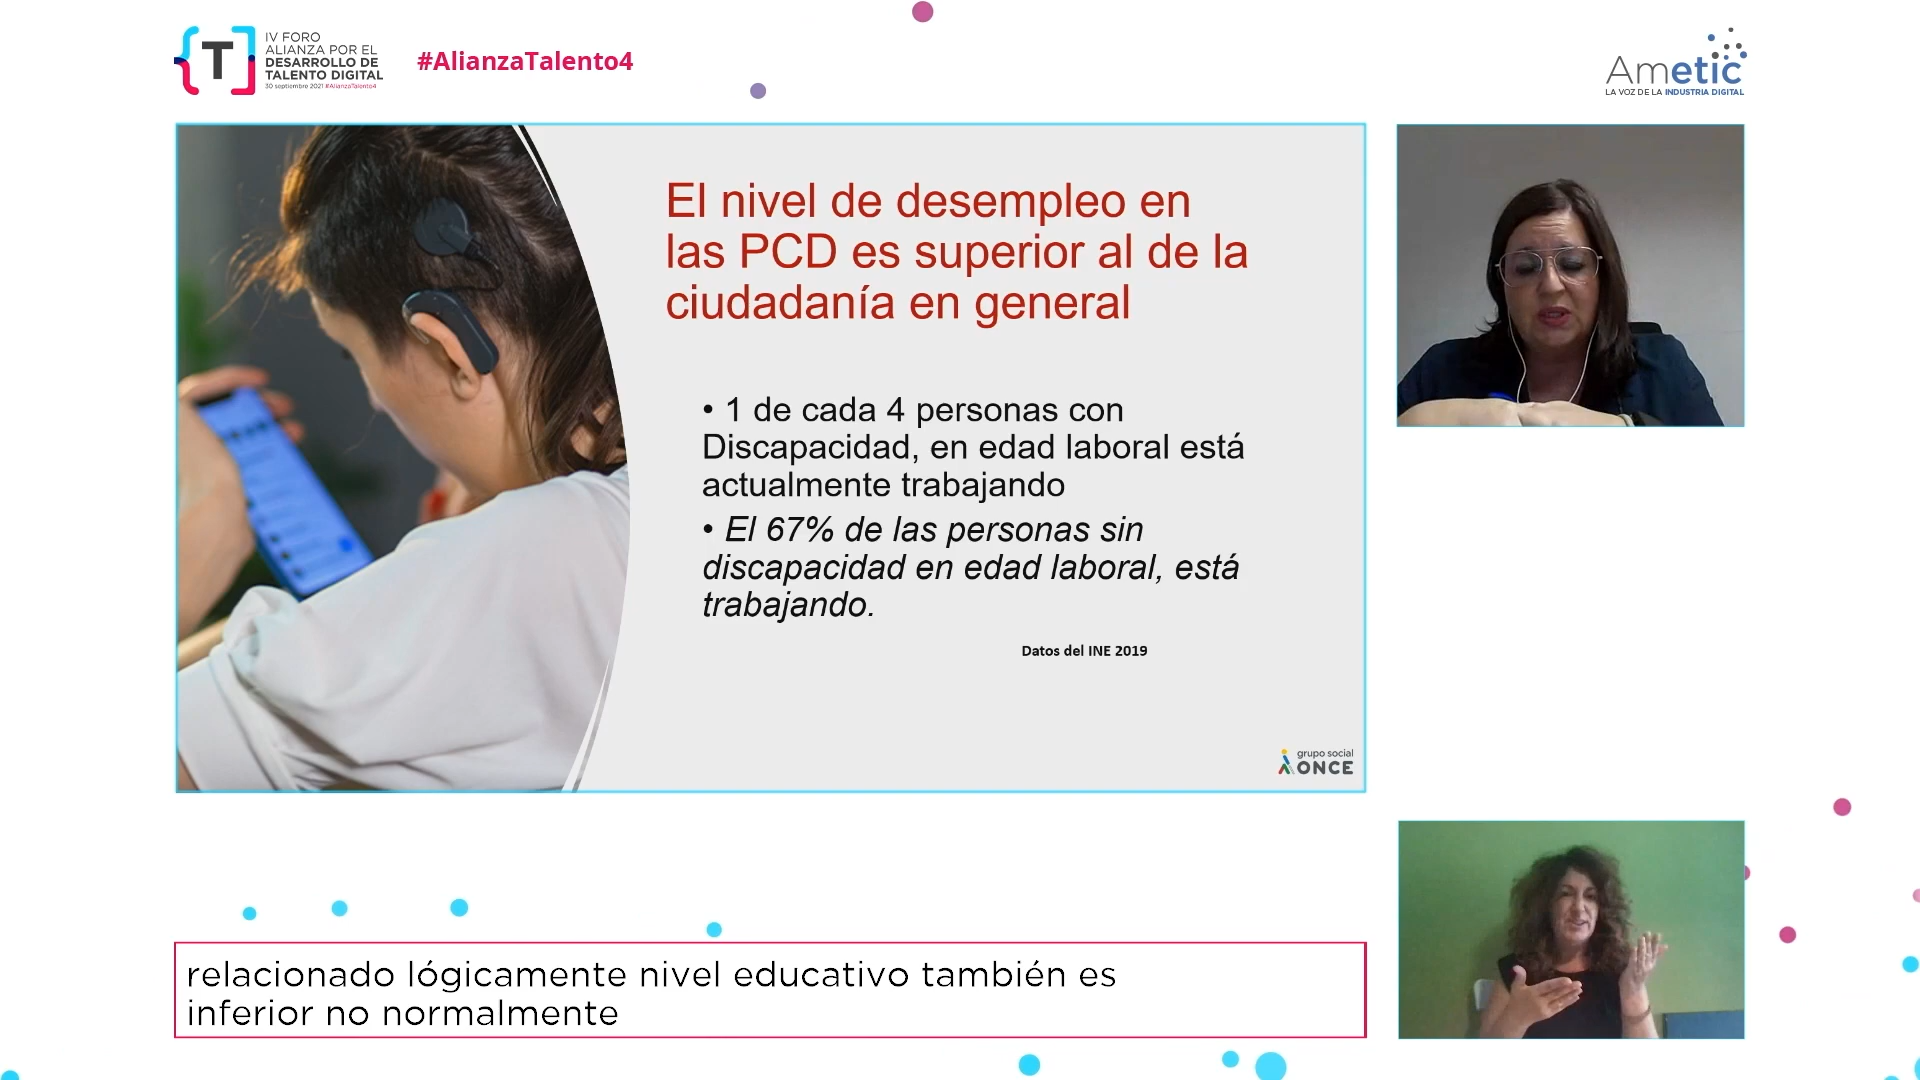 IV FORO
ALIANZA POR EL
DESARROLLO DE
TALENTO DIGITAL
30 septiembre 2021 #AlianzaTalento4
T
#AlianzaTalento4
Ametic
LA VOZ DE LA INDUSTRIA DIGITAL
El nivel de desempleo en
las PCD es superior al de la
ciudadanía en general
• 1 de cada 4 personas con
Discapacidad, en edad laboral está
actualmente trabajando
• El 67% de las personas sin
discapacidad en edad laboral, está
trabajando.
Datos del INE 2019
grupo social
ONCE
relacionado lógicamente nivel educativo también es
inferior no normalmente